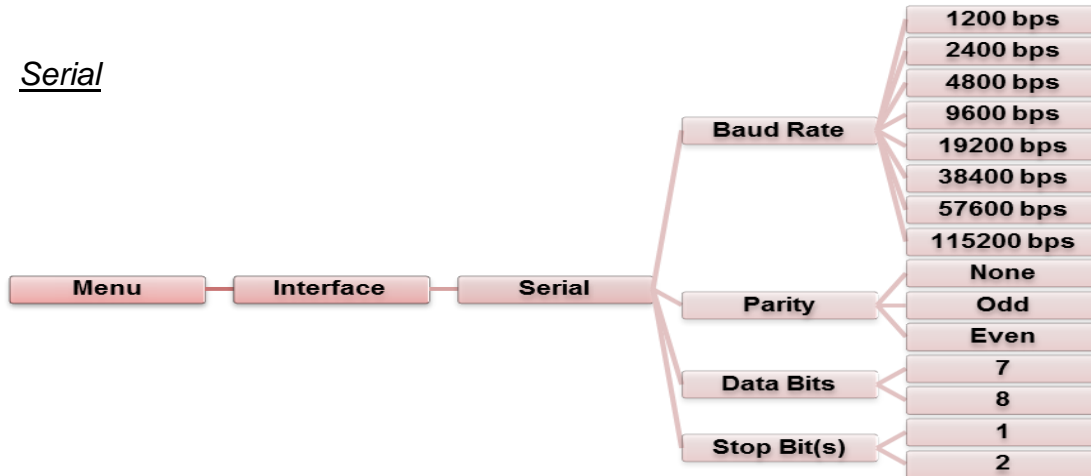 Serial
Menu
Interface
Serial
Baud Rate
1200 bps
2400 bps
4800 bps
9600 bps
19200 bps
38400 bps
57600 bps
115200 bps
Parity
None
Odd
Even
Data Bits
7
8
Stop Bit(s)
1
2